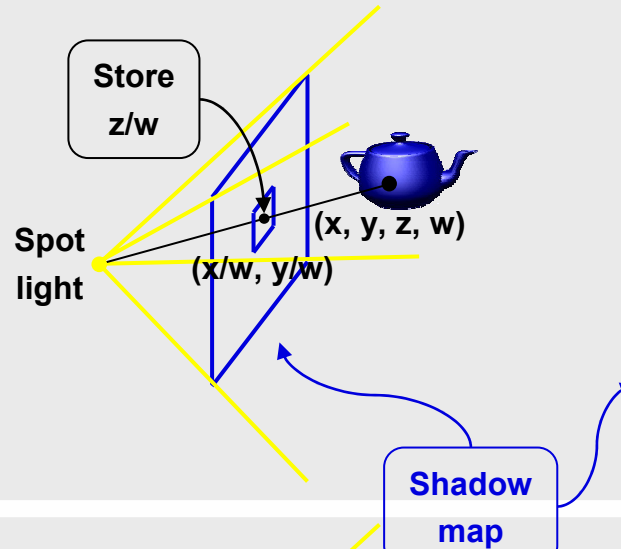 Store
z/w
(x, y, z, w)
Spot
light
(x/w, y/w)
Shadow
map